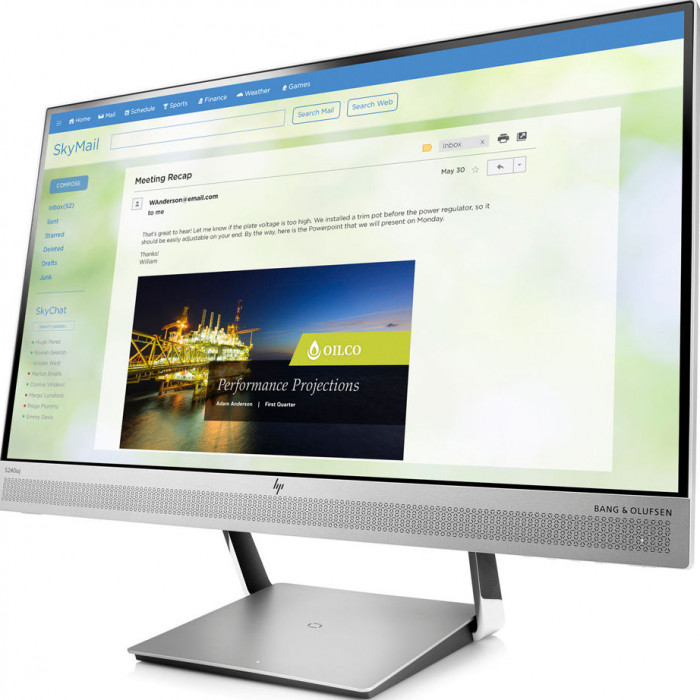 Home Mail Schedule Sports Finance Weather Games
SkyMail
Search Mail Search Web
Inbox x
Meeting Recap
May 30
COMPOSE
WAnderson@email.com
to me
That's great to hear! Let me know if the plate voltage is too high. We installed a trim pot before the power regulator, so it
should be easily adjustable on your end. By the way, here is the Powerpoint that we will present on Monday.
Thanks!
William
Inbox(52)
Sent
Starred
Deleted
Drafts
Junk
SkyChat
OILCO
Performance Projections
Adam Anderson | First Quarter
Hugh Perez
S240uj
hp
BANG & OLUFSEN